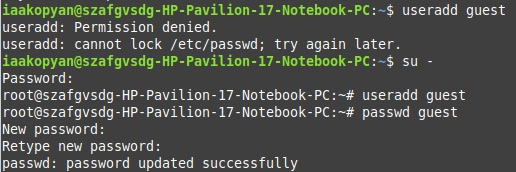 iaakopyan@szafgvsdg-HP-Pavilion-17-Notebook-PC:~$ useradd guest
useradd: Permission denied.
useradd: cannot lock /etc/passwd; try again later.
iaakopyan@szafgvsdg-HP-Pavilion-17-Notebook-PC:~$ su -
Password:
root@szafgvsdg-HP-Pavilion-17-Notebook-PC:~# useradd guest
root@szafgvsdg-HP-Pavilion-17-Notebook-PC:~# passwd guest
New password:
Retype new password:
passwd: password updated successfully